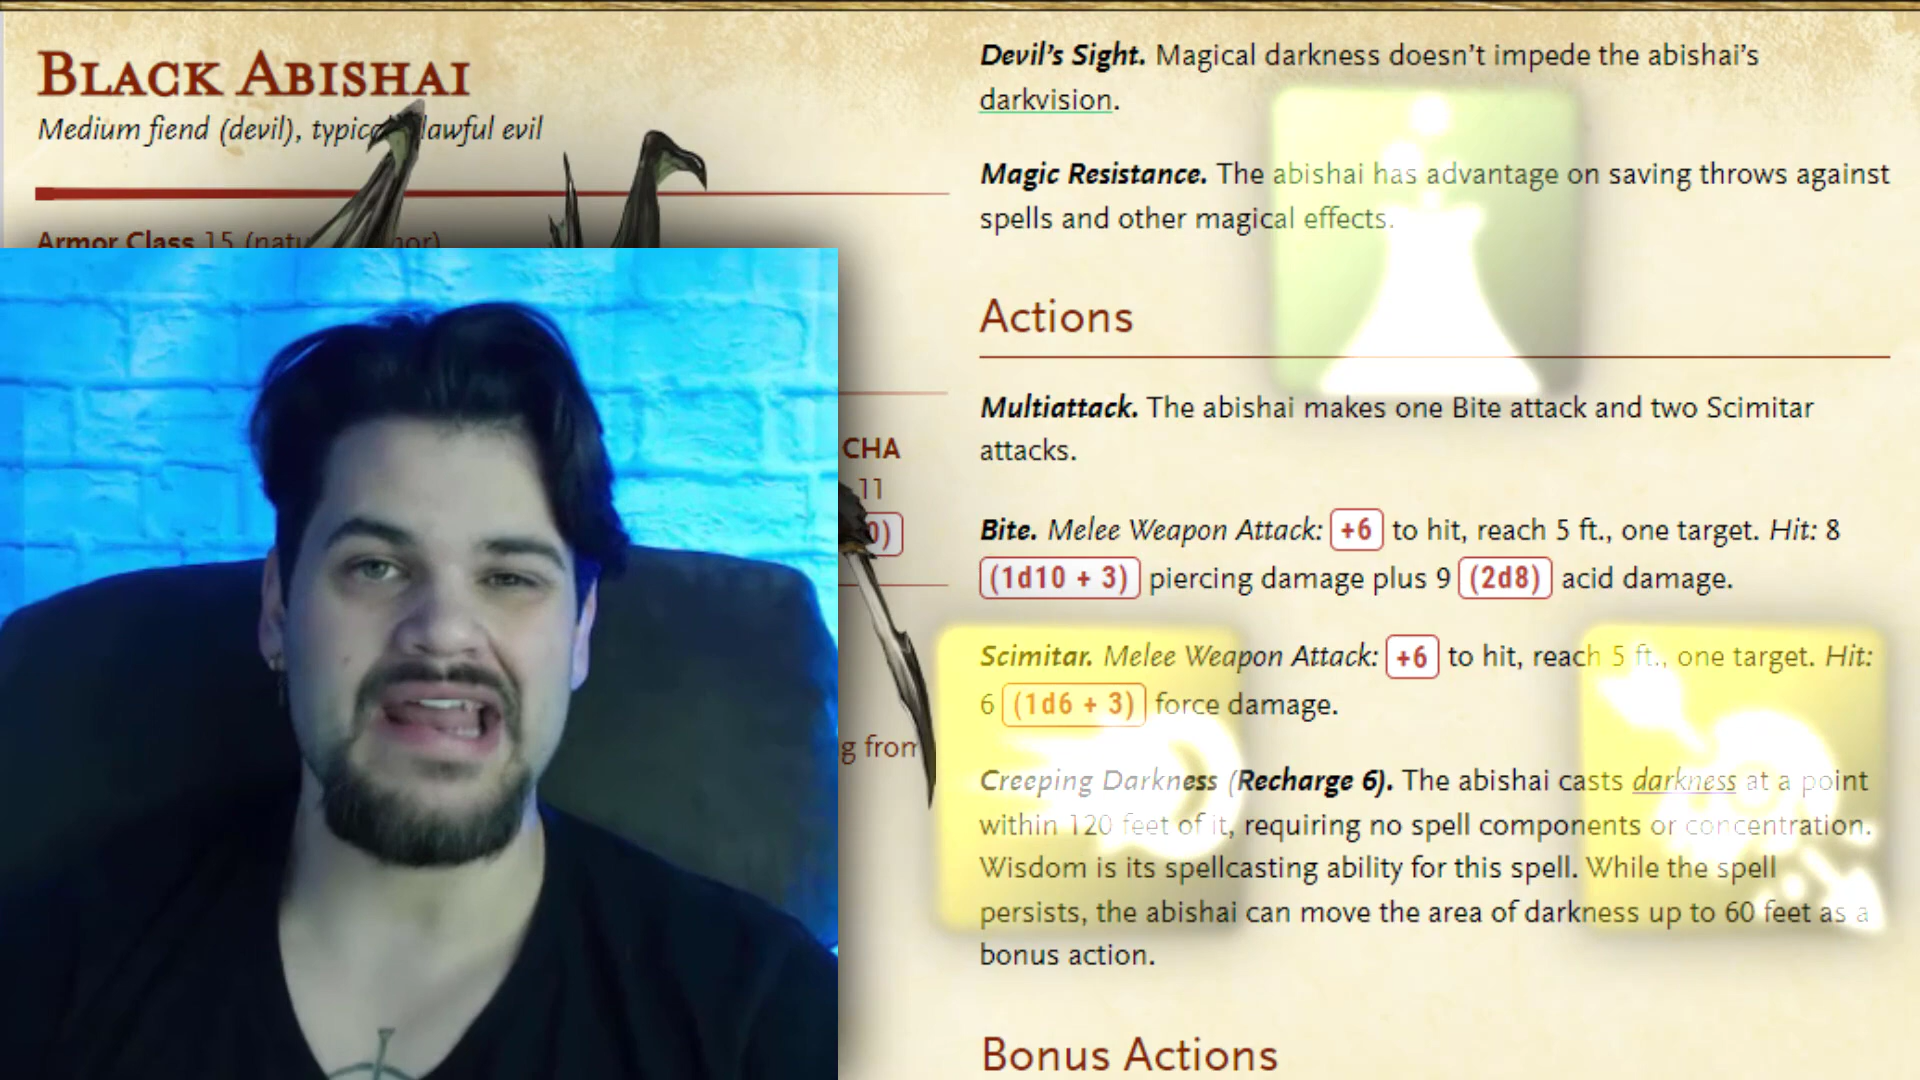 BLACK ABISHAI
Medium fiend (devil), typica lawful evil
Armor Class 15 (natu or)
CHA
11
0)
g from
Devil's Sight. Magical darkness doesn't impede the abishai's
darkvision.
Magic Resistance. The abishai has advantage on saving throws against
spells and other magical effects.
Actions
Multiattack. The abishai makes one Bite attack and two Scimitar
attacks.
Bite. Melee Weapon Attack: +6 to hit, reach 5 ft., one target. Hit: 8
(1d10 + 3) piercing damage plus 9 (2d8) acid damage.
Scimitar. Melee Weapon Attack: +6 to hit, reach 5 ft., one target. Hit:
6 (1d6 + 3) force damage.
Creeping Darkness (Recharge 6). The abishai casts darkness at a point
within 120 feet of it, requiring no spell components or concentration.
Wisdom is its spellcasting ability for this spell. While the spell
persists, the abishai can move the area of darkness up to 60 feet as a
bonus action.
Bonus Actions